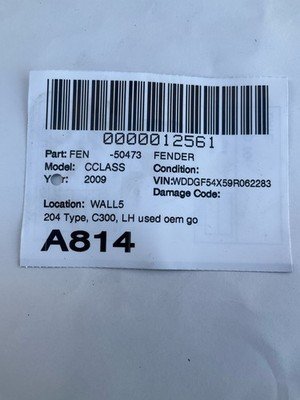 0000012561
Part: FEN -50473 FENDER
Model: CCLASS Condition:
Year: 2009 VIN:WDDGF54X59R062283
Damage Code:
Location: WALL5
204 Type, C300, LH used oem go
A814